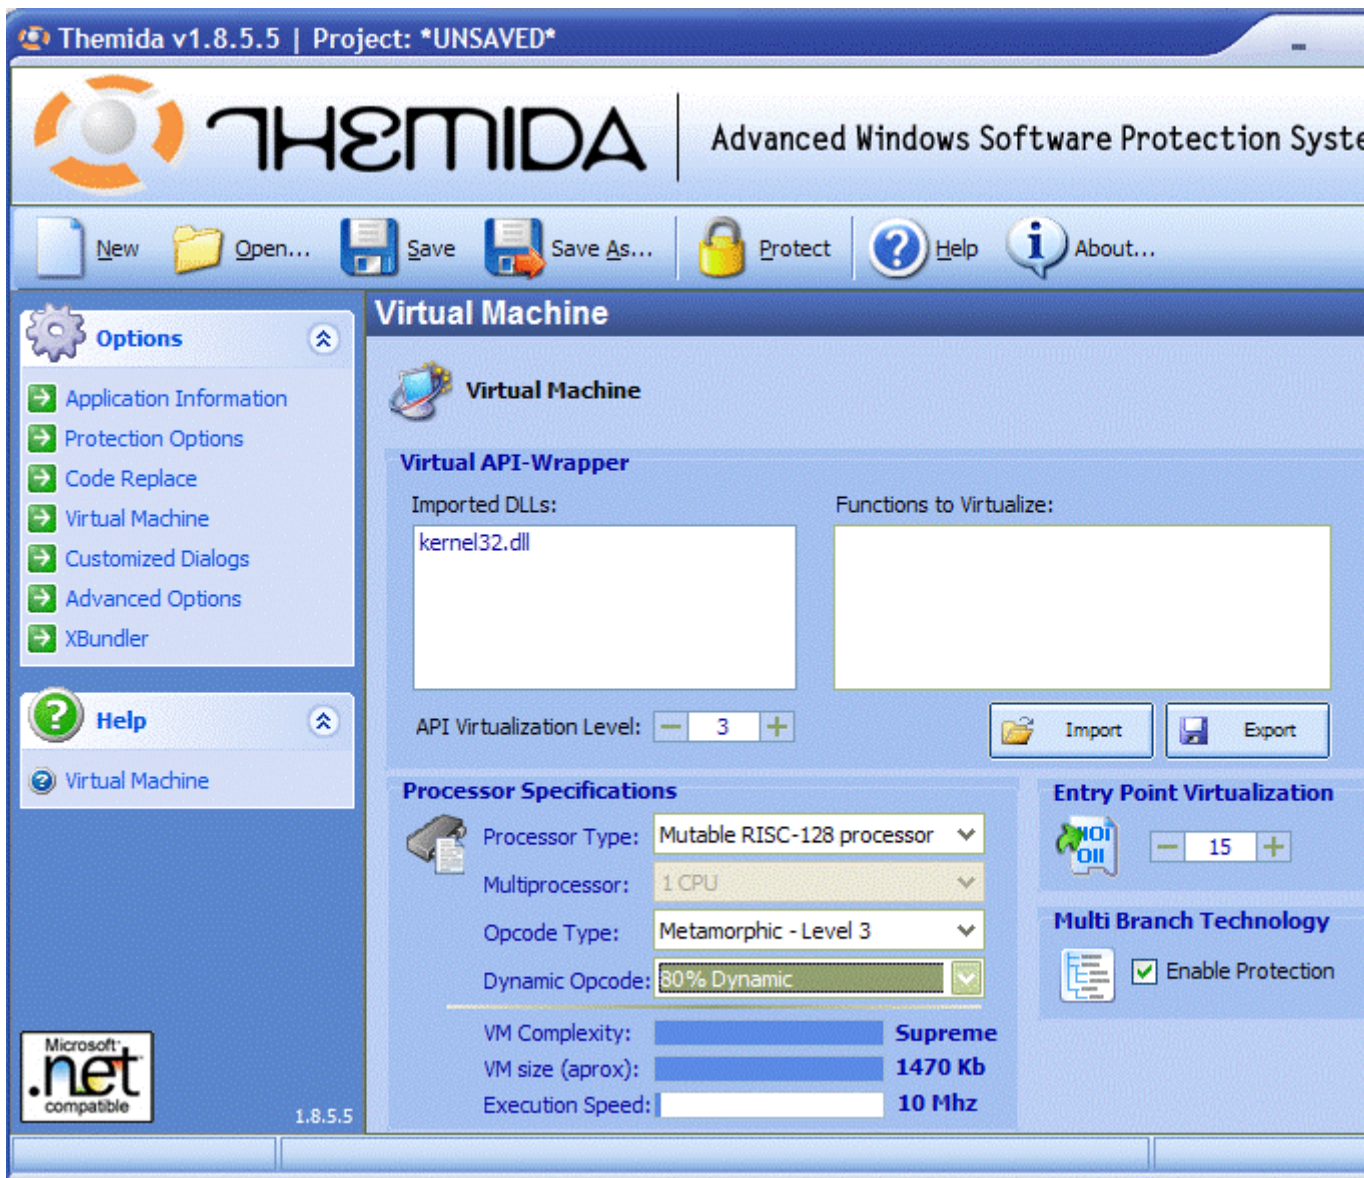 Themida v1.8.5.5 | Project: *UNSAVED*
THEMIDA
Advanced Windows Software Protection Syste
New Open... Save Save As... Protect Help About...
Options
Application Information
Protection Options
Code Replace
Virtual Machine
Customized Dialogs
Advanced Options
XBundler
Help
Virtual Machine
Microsoft
.net
compatible
1.8.5.5
Virtual Machine
Virtual Machine
Virtual API-Wrapper
Imported DLLs: Functions to Virtualize:
kernel32.dll
API Virtualization Level: 3 Import Export
Processor Specifications
Processor Type: Mutable RISC-128 processor
Multiprocessor: 1 CPU
Opcode Type: Metamorphic - Level 3
Dynamic Opcode: 80% Dynamic
VM Complexity: Supreme
VM size (aprox): 1470 Kb
Execution Speed: 10 Mhz
Entry Point Virtualization
15
Multi Branch Technology
Enable Protection